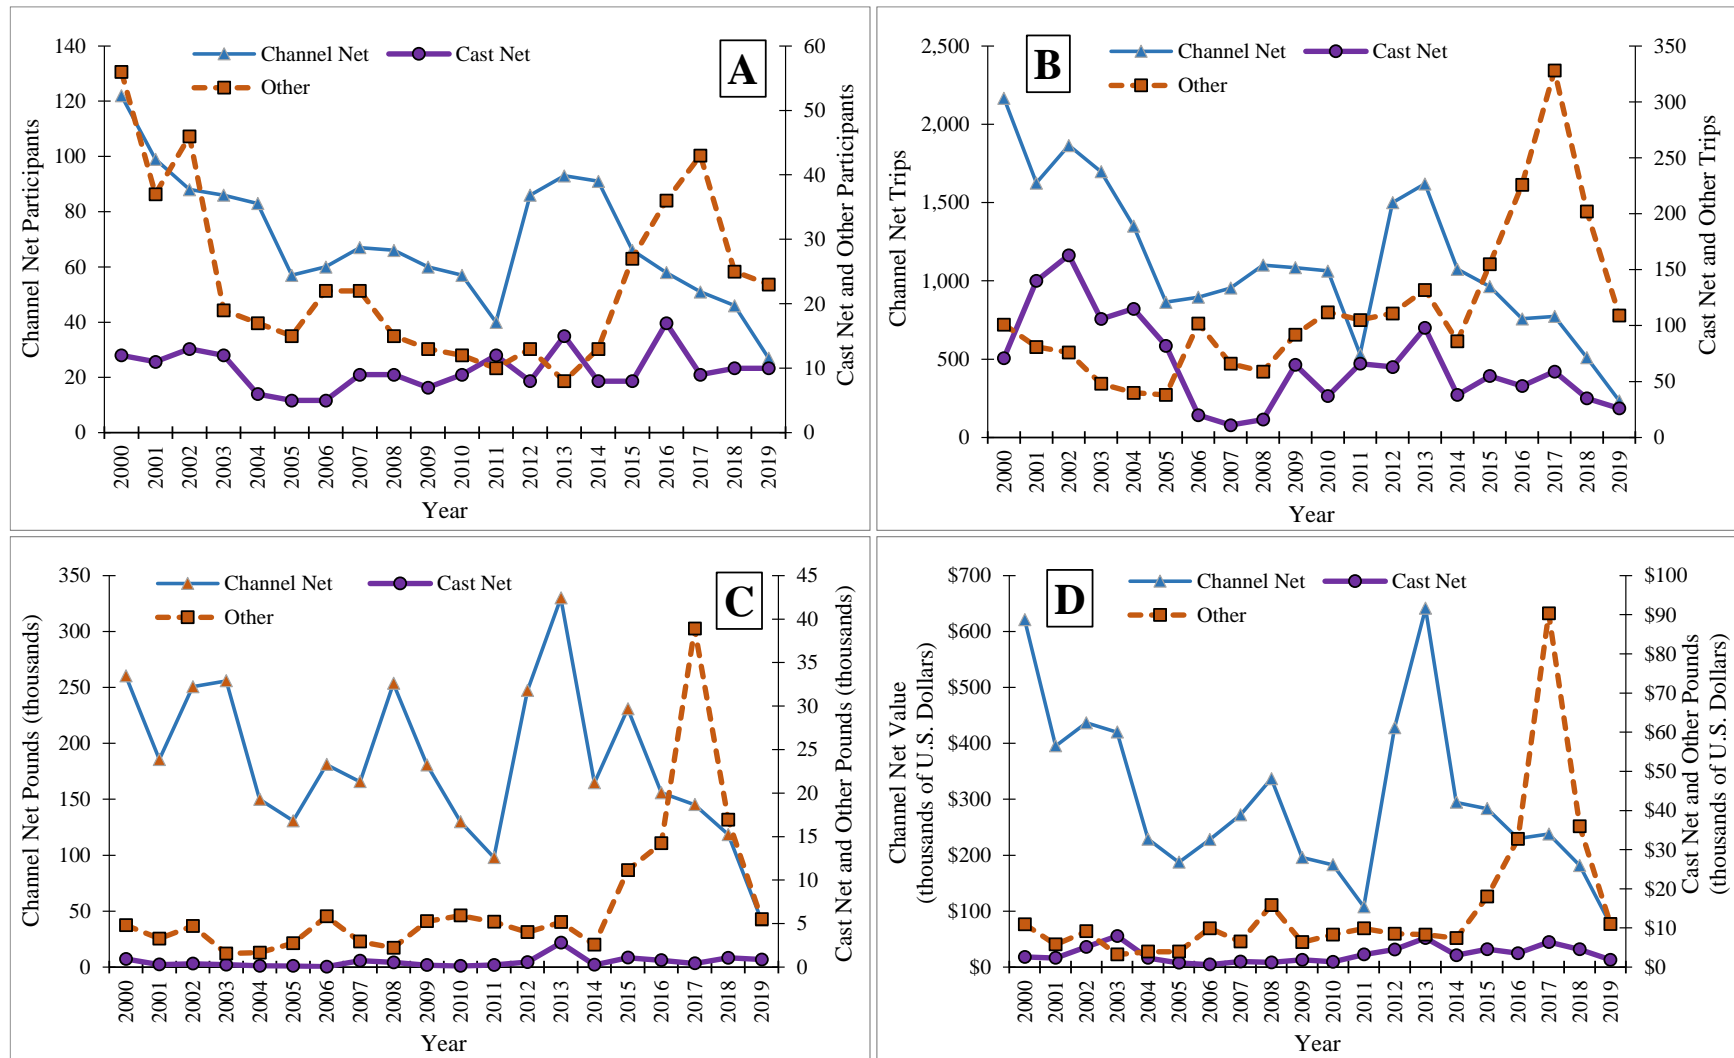 A
Channel Net
Cast Net
Other
Channel Net Participants
140
120
100
80
60
40
20
0
60
50
40
30
20
10
0
Cast Net and Other Participants
2000 2001 2002 2003 2004 2005 2006 2007 2008 2009 2010 2011 2012 2013 2014 2015 2016 2017 2018 2019
Year
B
Channel Net
Cast Net
Other
Channel Net Trips
2,500
2,000
1,500
1,000
500
0
350
300
250
200
150
100
50
0
Cast Net and Other Trips
2000 2001 2002 2003 2004 2005 2006 2007 2008 2009 2010 2011 2012 2013 2014 2015 2016 2017 2018 2019
Year
C
Channel Net
Cast Net
Other
Channel Net Pounds (thousands)
350
300
250
200
150
100
50
0
45
40
35
30
25
20
15
10
5
0
Cast Net and Other Pounds (thousands)
2000 2001 2002 2003 2004 2005 2006 2007 2008 2009 2010 2011 2012 2013 2014 2015 2016 2017 2018 2019
Year
D
Channel Net
Cast Net
Other
Channel Net Value
(thousands of U.S. Dollars)
$700
$600
$500
$400
$300
$200
$100
$0
$100
$90
$80
$70
$60
$50
$40
$30
$20
$10
$0
Cast Net and Other Pounds
(thousands of U.S. Dollars)
2000 2001 2002 2003 2004 2005 2006 2007 2008 2009 2010 2011 2012 2013 2014 2015 2016 2017 2018 2019
Year